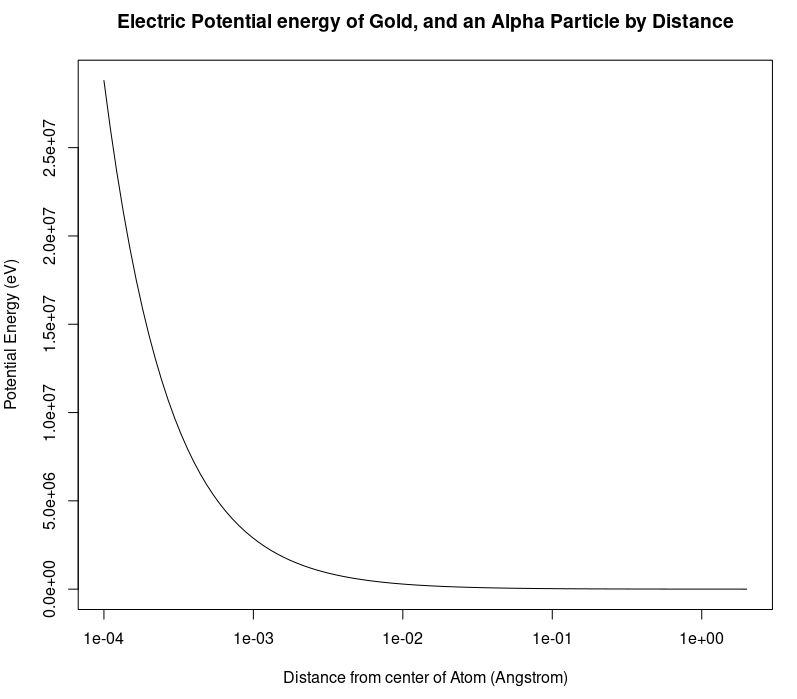 Electric Potential energy of Gold, and an Alpha Particle by Distance
Potential Energy (eV)
2.5e+07
2.0e+07
1.5e+07
1.0e+07
5.0e+06
0.0e+00
1e-04 1e-03 1e-02 1e-01 1e+00
Distance from center of Atom (Angstrom)